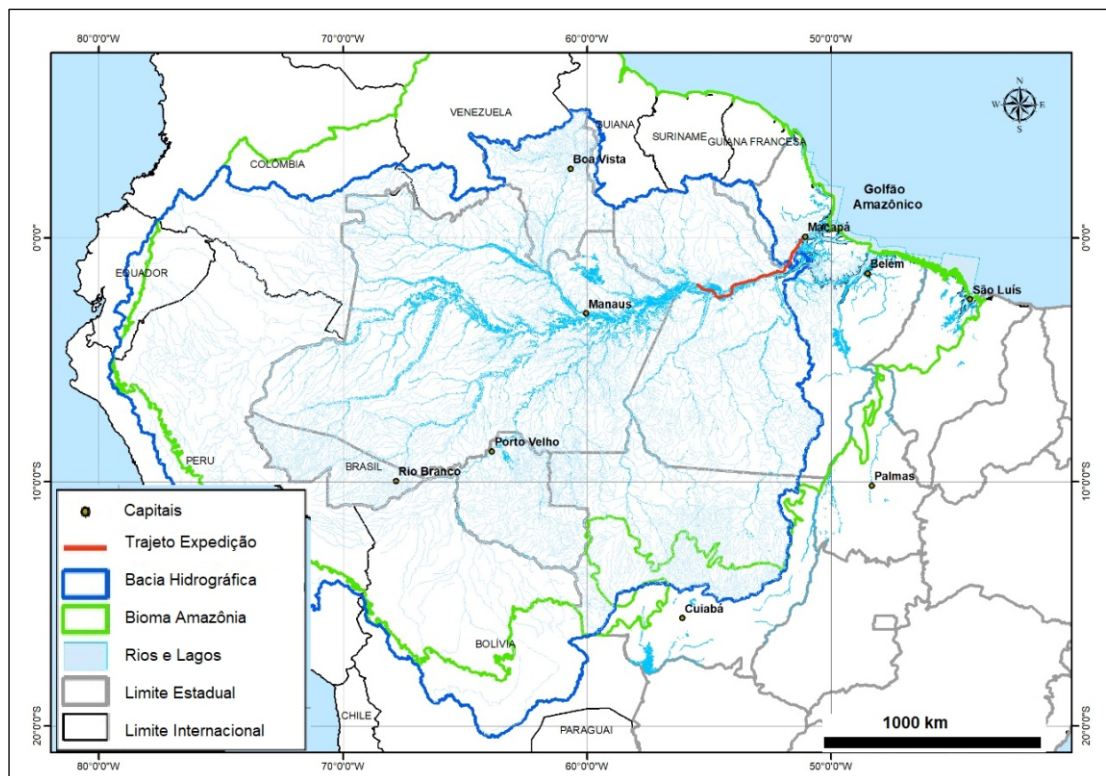 80°0'0"W 70°0'0"W 60°0'0"W 50°0'0"W
N
W E
S
VENEZUELA
GUIANA
SURINAME
GUIANA FRANCESA
COLÔMBIA
Boa Vista
Golfão
Amazônico
0°0'0" 0°0'0"
Macapá
EQUADOR
Belém
São Luís
Manaus
PERU
BRASIL
Porto Velho
Rio Branco
Palmas
10°0'0"S 10°0'0"S
Cuiabá
BOLÍVIA
CHILE
PARAGUAI
Capitais
Trajeto Expedição
Bacia Hidrográfica
Bioma Amazônia
Rios e Lagos
Limite Estadual
Limite Internacional
1000 km
20°0'0"S 20°0'0"S
80°0'0"W 70°0'0"W 60°0'0"W 50°0'0"W